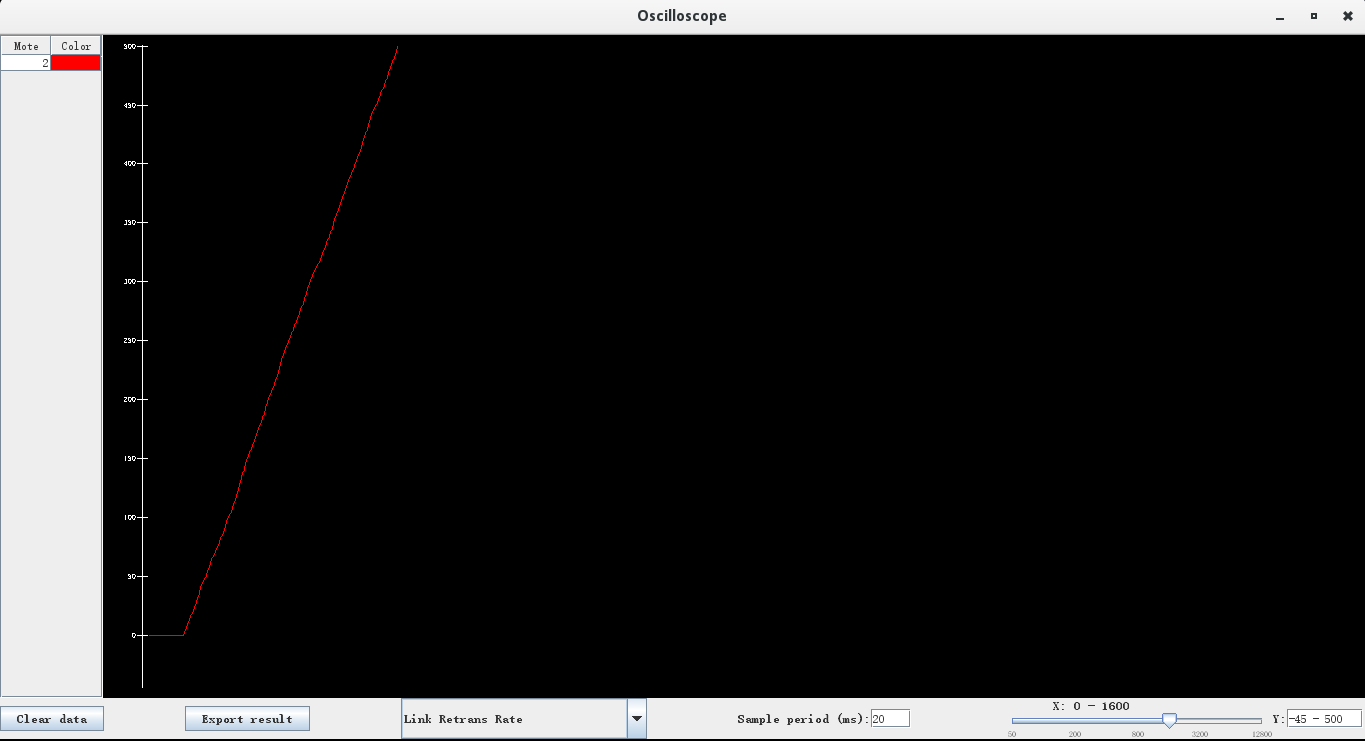 Oscilloscope
Mote Color
2
500
450
400
350
300
250
200
150
100
50
0
Clear data
Export result
Link Retrans Rate
Sample period (ms): 20
X: 0 - 1600
50 200 800 3200 12800
Y: -45 - 500